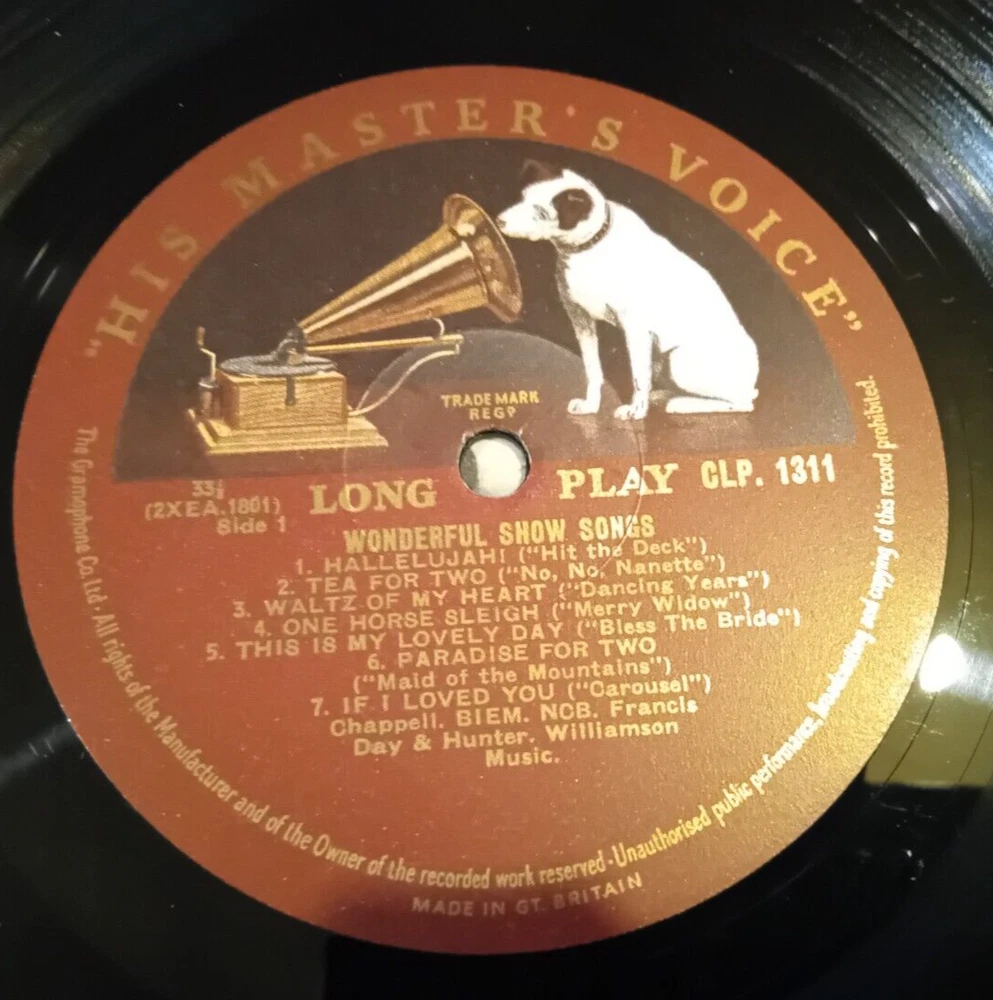 "HIS MASTER'S VOICE"
TRADE MARK
REGD
33⅓
(2XEA.1801)
Side 1
LONG PLAY CLP. 1311
WONDERFUL SHOW SONGS
1. HALLELUJAH! ("Hit the Deck")
2. TEA FOR TWO ("No, No, Nanette")
3. WALTZ OF MY HEART ("Dancing Years")
4. ONE HORSE SLEIGH ("Merry Widow")
5. THIS IS MY LOVELY DAY ("Bless The Bride")
6. PARADISE FOR TWO
("Maid of the Mountains")
7. IF I LOVED YOU ("Carousel")
Chappell. BIEM. NCB. Francis
Day & Hunter. Williamson
Music.
The Gramophone Co. Ltd. · All rights of the Manufacturer and of the Owner of the recorded work reserved · Unauthorised public performance, broadcasting and copying of this record prohibited.
MADE IN GT. BRITAIN